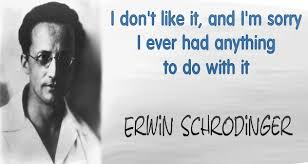 I don't like it, and I'm sorry
I ever had anything
to do with it
ERWIN SCHRODINGER